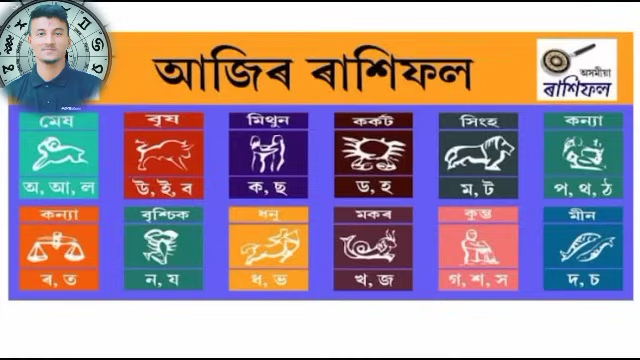 আজিৰ ৰাশিফল
অসমীয়া
ৰাশিফল
মেষ
বৃষ
মিথুন
কৰ্কট
সিংহ
কন্যা
অ, আ, ল
উ, ই, ব
ক, ছ
ড, হ
ম, ট
প, থ, ঠ
কন্যা
বৃশ্চিক
ধনু
মকৰ
কুম্ভ
মীন
ৰ, ত
ন, য
ধ, ভ
খ, জ
গ, শ, স
দ, চ